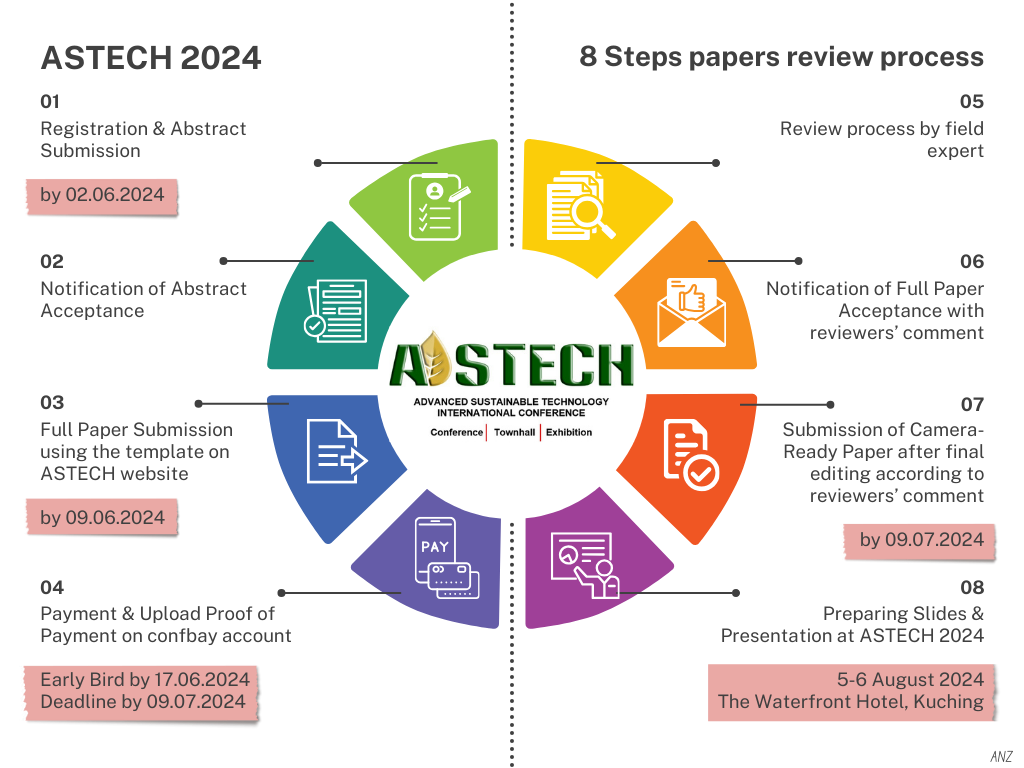 ASTECH 2024
8 Steps papers review process
01
Registration & Abstract
Submission
by 02.06.2024
02
Notification of Abstract
Acceptance
03
Full Paper Submission
using the template on
ASTECH website
by 09.06.2024
04
Payment & Upload Proof of
Payment on confbay account
Early Bird by 17.06.2024
Deadline by 09.07.2024
PAY
ASTECH
ADVANCED SUSTAINABLE TECHNOLOGY
INTERNATIONAL CONFERENCE
Conference | Townhall | Exhibition
05
Review process by field
expert
06
Notification of Full Paper
Acceptance with
reviewers’ comment
07
Submission of Camera-
Ready Paper after final
editing according to
reviewers’ comment
by 09.07.2024
08
Preparing Slides &
Presentation at ASTECH 2024
5-6 August 2024
The Waterfront Hotel, Kuching
ANZ